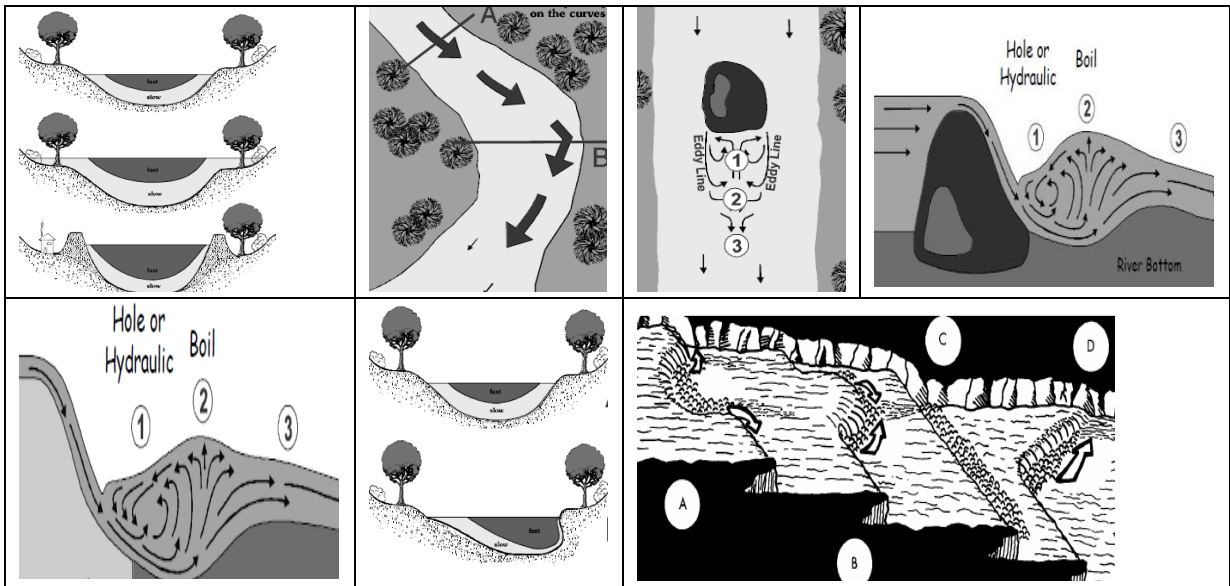 fast
slow
fast
slow
fast
slow
on the curves
A
B
Eddy Line
Eddy Line
1
2
3
Hole or
Hydraulic
Boil
1
2
3
River Bottom
Hole or
Hydraulic
Boil
1
2
3
fast
slow
fast
slow
A
B
C
D